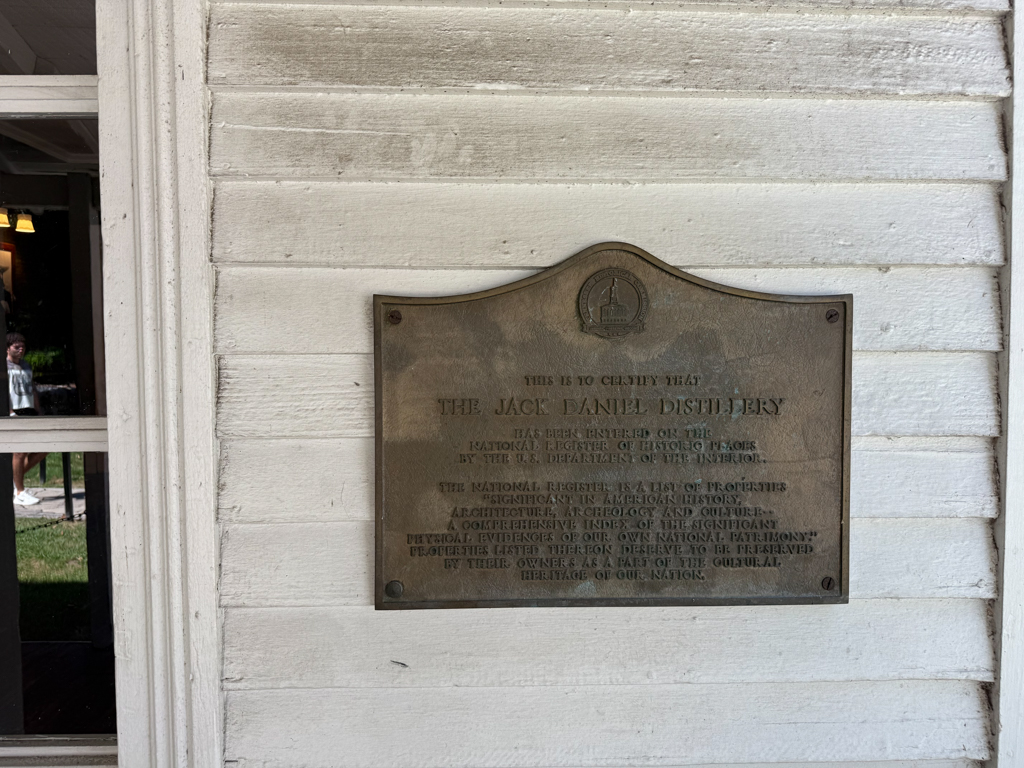 THIS IS TO CERTIFY THAT
THE JACK DANIEL DISTILLERY
HAS BEEN ENTERED ON THE
NATIONAL REGISTER OF HISTORIC PLACES
BY THE U.S. DEPARTMENT OF THE INTERIOR.
THE NATIONAL REGISTER IS A LIST OF PROPERTIES
"SIGNIFICANT IN AMERICAN HISTORY,
ARCHITECTURE, ARCHEOLOGY AND CULTURE—
A COMPREHENSIVE INDEX OF THE SIGNIFICANT
PHYSICAL EVIDENCES OF OUR OWN NATIONAL PATRIMONY."
PROPERTIES LISTED THEREON DESERVE TO BE PRESERVED
BY THEIR OWNERS AS A PART OF THE CULTURAL
HERITAGE OF OUR NATION.